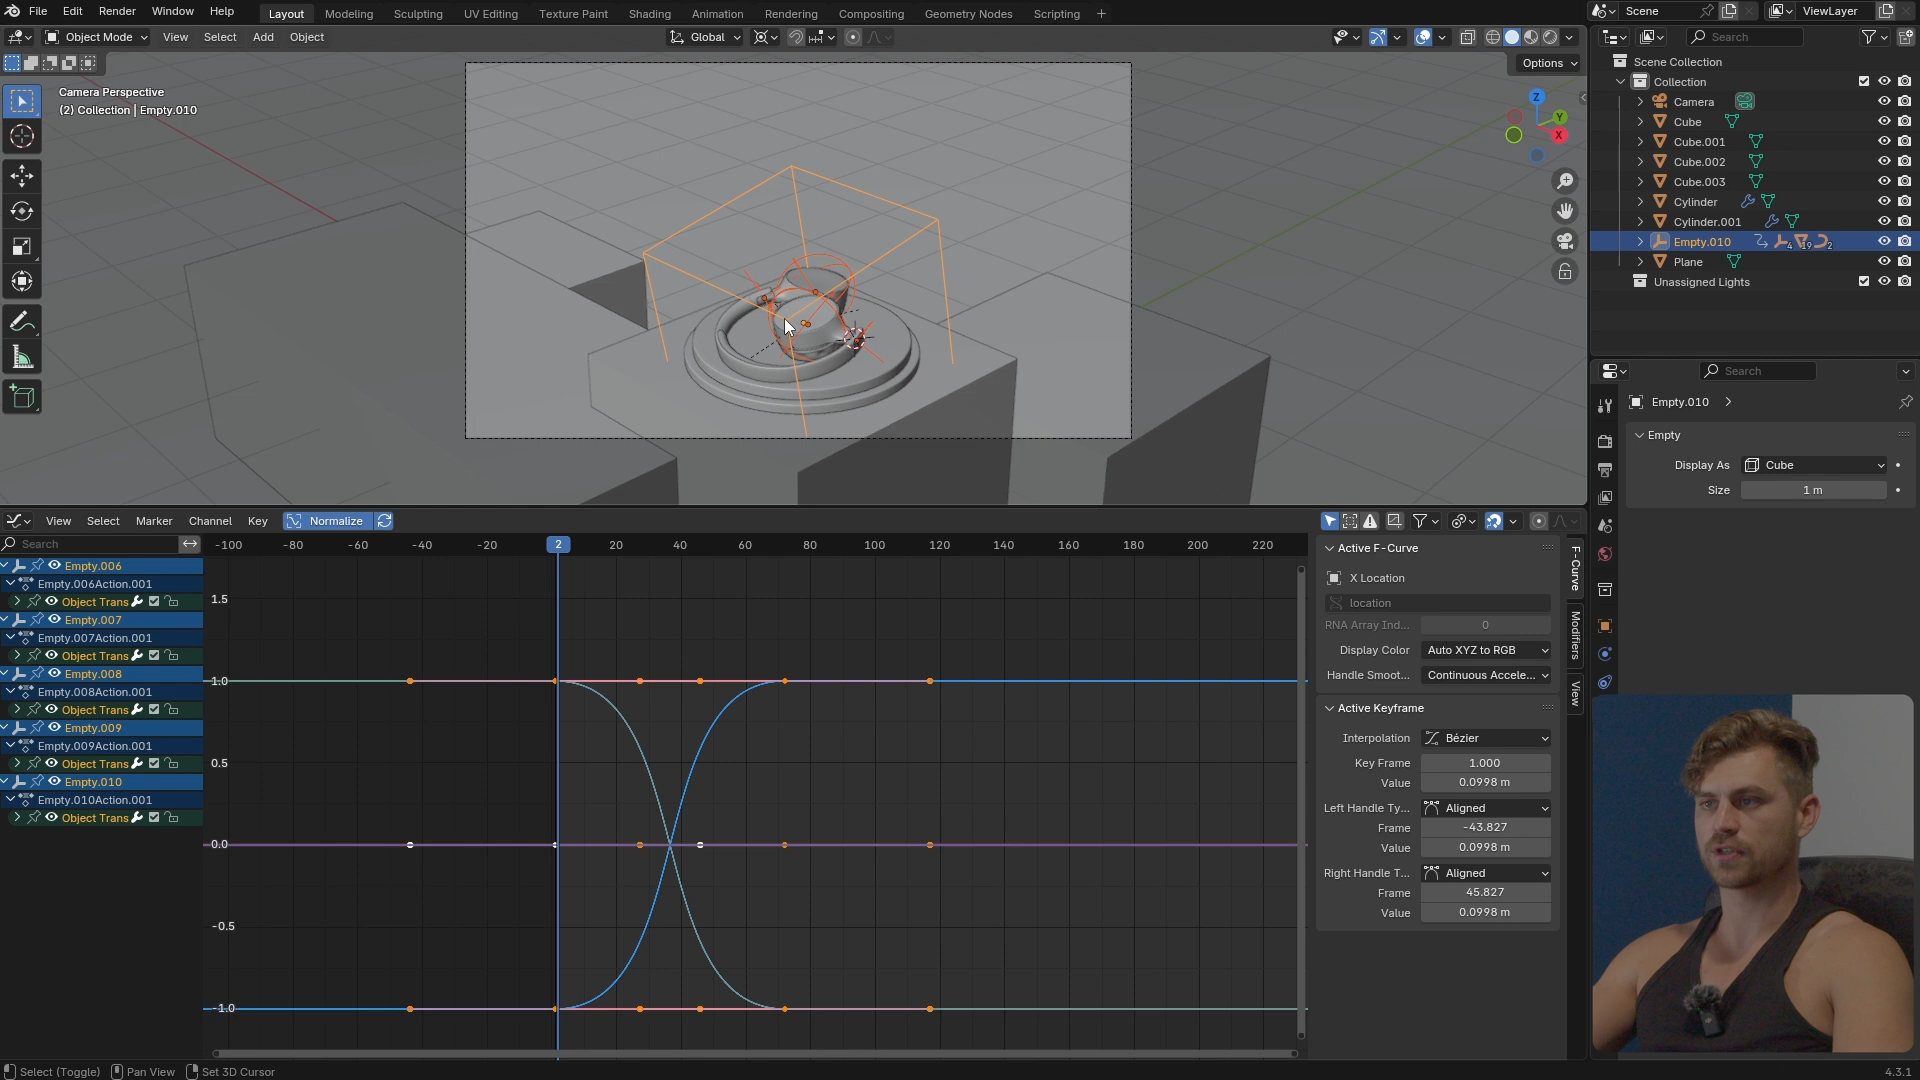 File Edit Render Window Help Layout Modeling Sculpting UV Editing Texture Paint Shading Animation Rendering Compositing Geometry Nodes Scripting + Scene ViewLayer
Object Mode View Select Add Object Global Search
Options
Camera Perspective
(2) Collection | Empty.010
Z
Y
X
Scene Collection
Collection
Camera
Cube
Cube.001
Cube.002
Cube.003
Cylinder
Cylinder.001
Empty.010 4 19 2
Plane
Unassigned Lights
Search
Empty.010
Empty
Display As Cube
Size 1 m
View Select Marker Channel Key Normalize
Search
-100 -80 -60 -40 -20 2 20 40 60 80 100 120 140 160 180 200 220
Empty.006
Empty.006Action.001
Object Trans
Empty.007
Empty.007Action.001
Object Trans
Empty.008
Empty.008Action.001
Object Trans
Empty.009
Empty.009Action.001
Object Trans
Empty.010
Empty.010Action.001
Object Trans
1.5
1.0
0.5
0.0
-0.5
-1.0
Active F-Curve
X Location
location
RNA Array Ind... 0
Display Color Auto XYZ to RGB
Handle Smoot... Continuous Accele...
Active Keyframe
Interpolation Bézier
Key Frame 1.000
Value 0.0998 m
Left Handle Ty... Aligned
Frame -43.827
Value 0.0998 m
Right Handle T... Aligned
Frame 45.827
Value 0.0998 m
F-Curve
Modifiers
View
Select (Toggle) Pan View Set 3D Cursor 4.3.1